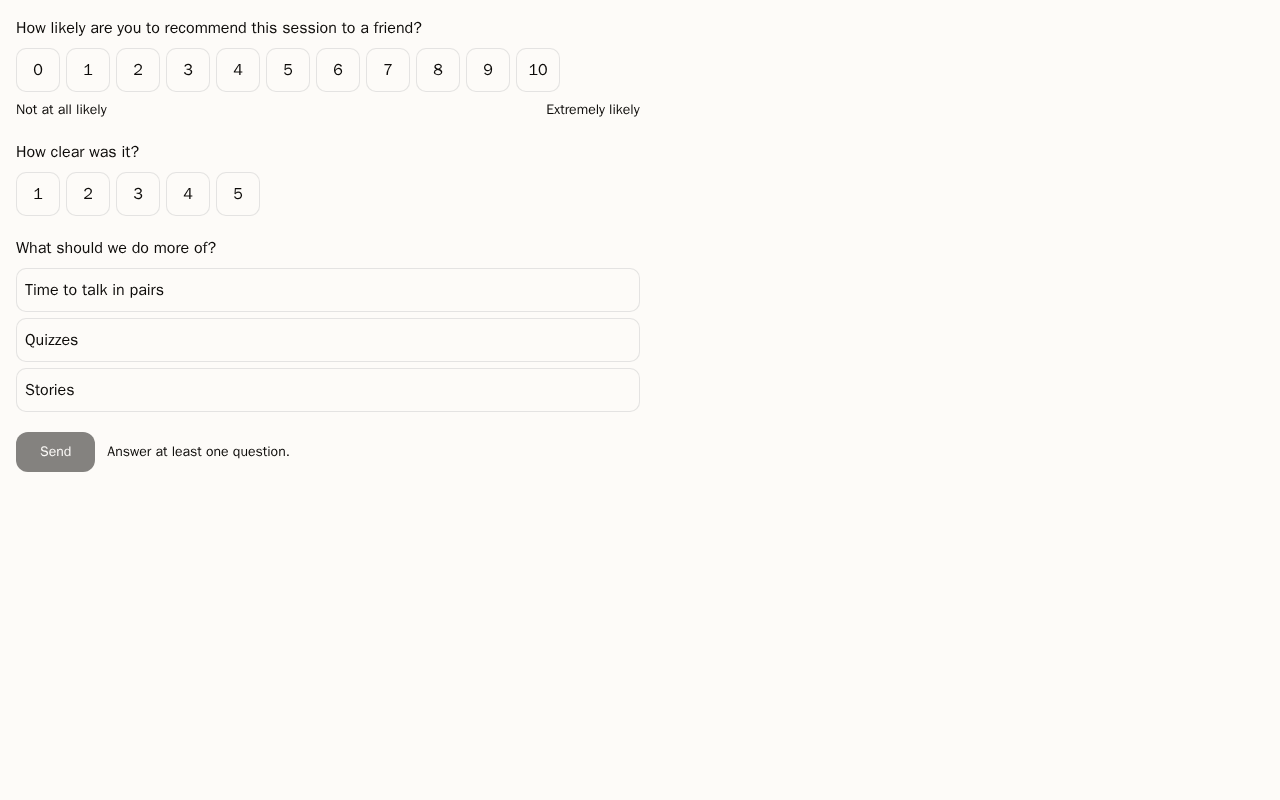 How likely are you to recommend this session to a friend?
0 1 2 3 4 5 6 7 8 9 10
Not at all likely Extremely likely
How clear was it?
1 2 3 4 5
What should we do more of?
Time to talk in pairs
Quizzes
Stories
Send Answer at least one question.